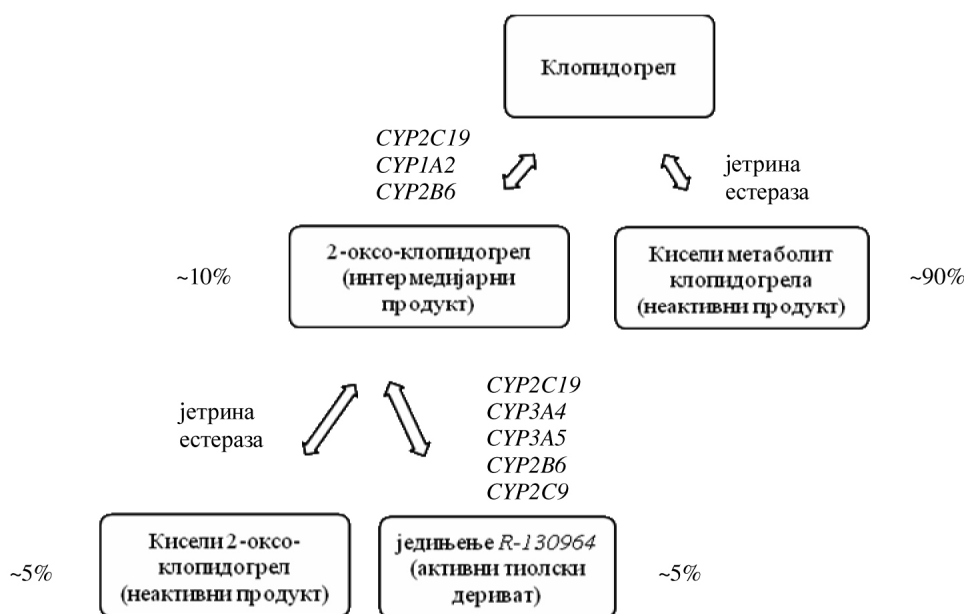 Клопидогрел
CYP2C19
CYP1A2
CYP2B6
јетрина
естераза
~10%
2-оксо-клопидогрел
(интермедијарни
продукт)
Кисели метаболит
клопидогрела
(неактивни продукт)
~90%
јетрина
естераза
CYP2C19
CYP3A4
CYP3A5
CYP2B6
CYP2C9
~5%
Кисели 2-оксо-
клопидогрел
(неактивни продукт)
једињење R-130964
(активни тиолски
дериват)
~5%